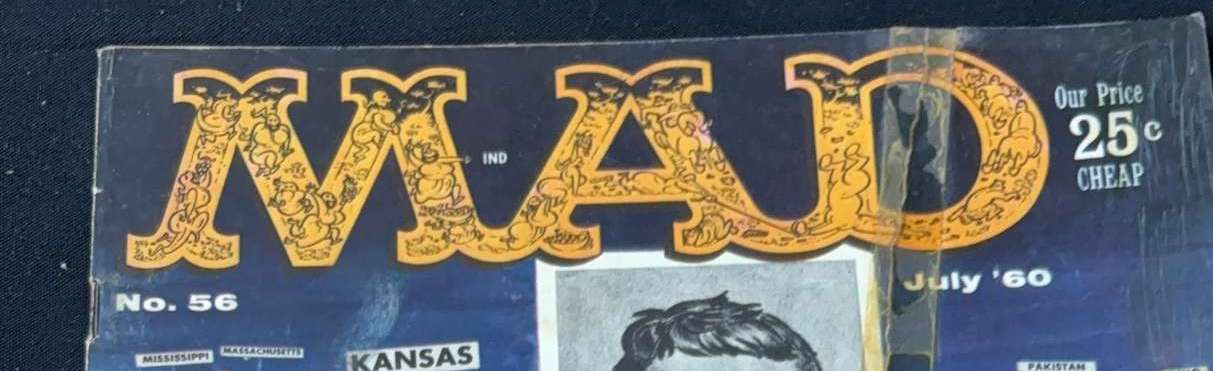 MAD
IND
Our Price
25c
CHEAP
No. 56
July '60
MISSISSIPPI
MASSACHUSETTS
KANSAS
PAKISTAN